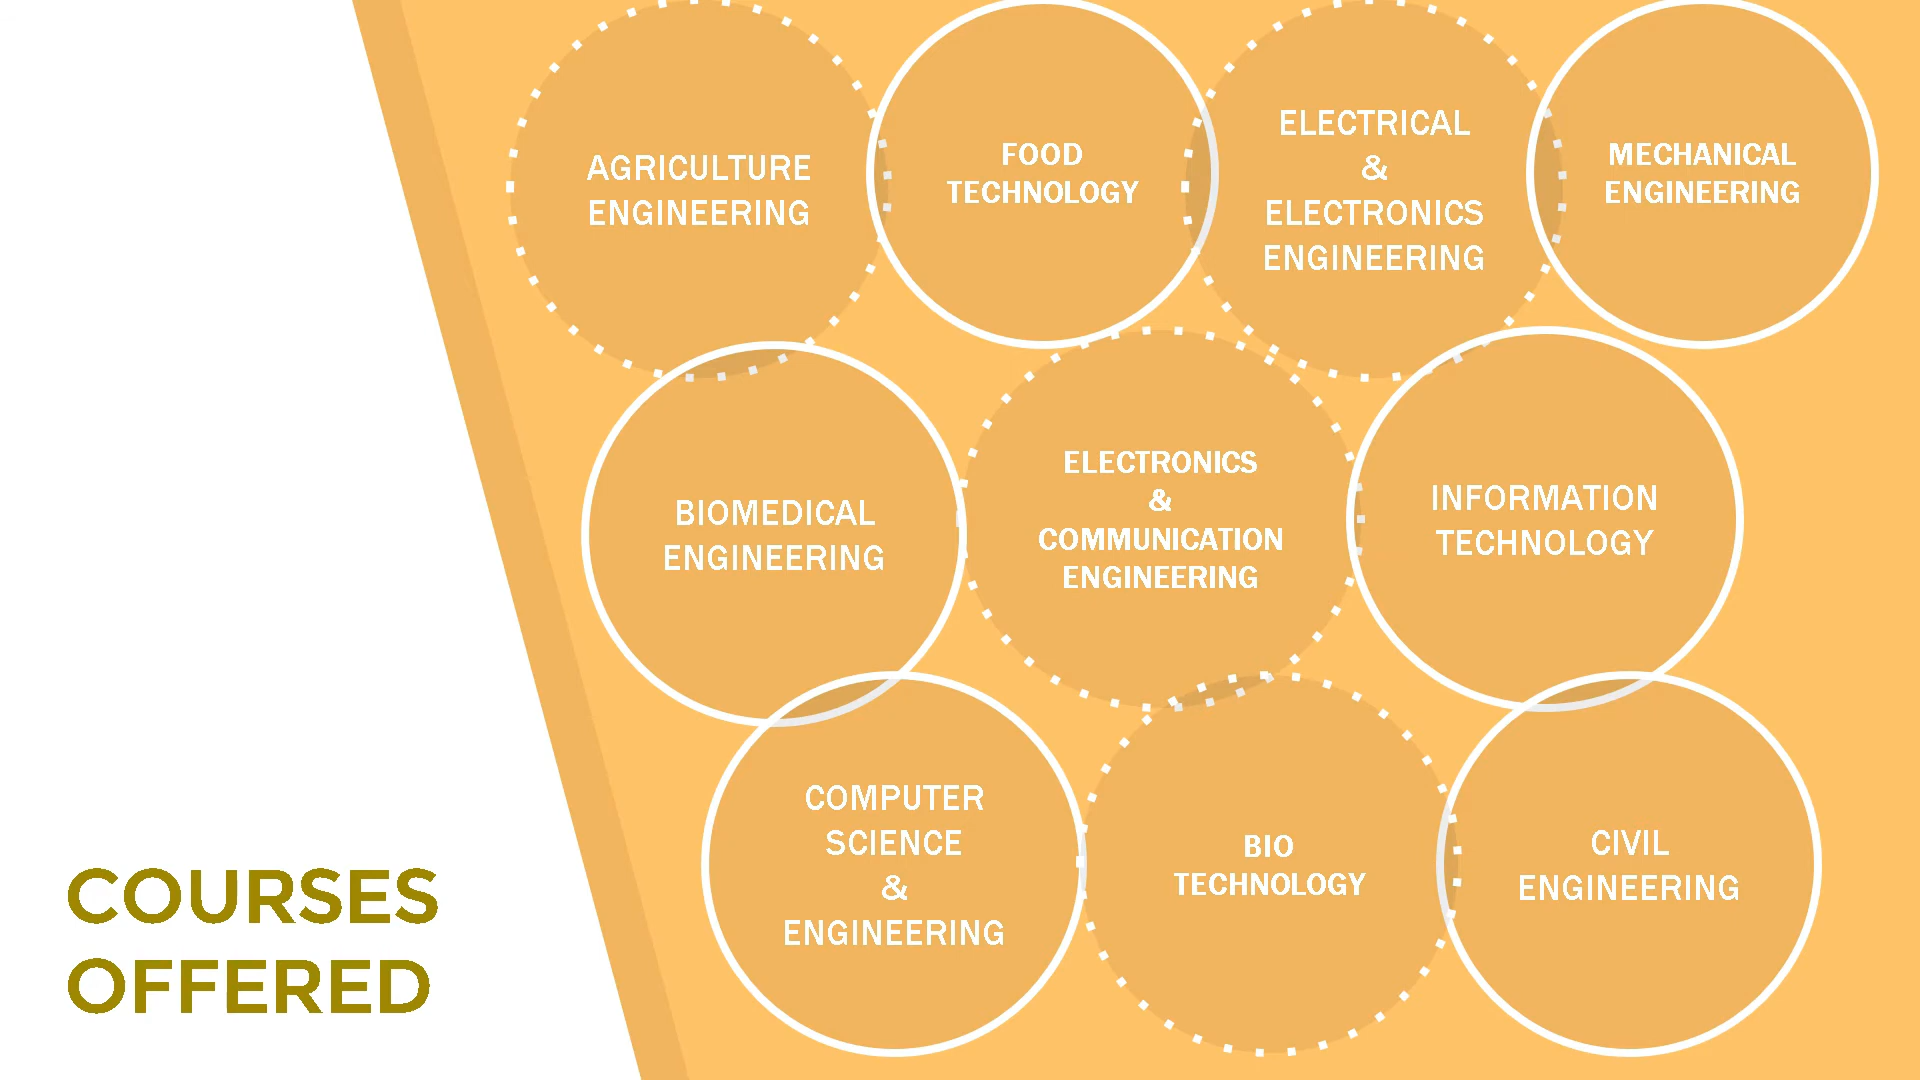 AGRICULTURE
ENGINEERING
FOOD
TECHNOLOGY
ELECTRICAL
&
ELECTRONICS
ENGINEERING
MECHANICAL
ENGINEERING
BIOMEDICAL
ENGINEERING
ELECTRONICS
&
COMMUNICATION
ENGINEERING
INFORMATION
TECHNOLOGY
COMPUTER
SCIENCE
&
ENGINEERING
BIO
TECHNOLOGY
CIVIL
ENGINEERING
COURSES
OFFERED